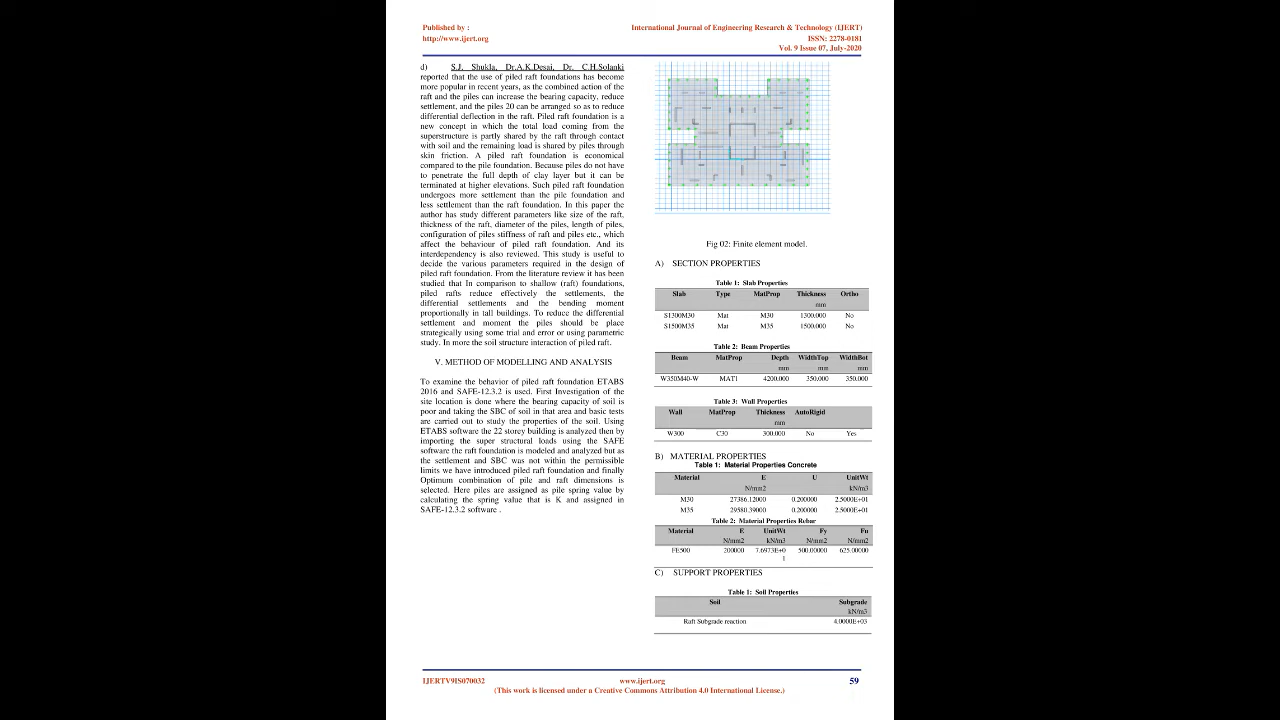 Published by :
http://www.ijert.org
International Journal of Engineering Research & Technology (IJERT)
ISSN: 2278-0181
Vol. 9 Issue 07, July-2020
d) S.J. Shukla, Dr.A.K.Desai, Dr. C.H.Solanki
reported that the use of piled raft foundations has become
more popular in recent years, as the combined action of the
raft and the piles can increase the bearing capacity, reduce
settlement, and the piles 20 can be arranged so as to reduce
differential deflection in the raft. Piled raft foundation is a
new concept in which the total load coming from the
superstructure is partly shared by the raft through contact
with soil and the remaining load is shared by piles through
skin friction. A piled raft foundation is economical
compared to the pile foundation. Because piles do not have
to penetrate the full depth of clay layer but it can be
terminated at higher elevations. Such piled raft foundation
undergoes more settlement than the pile foundation and
less settlement than the raft foundation. In this paper the
author has study different parameters like size of the raft,
thickness of the raft, diameter of the piles, length of piles,
configuration of piles stiffness of raft and piles etc., which
affect the behaviour of piled raft foundation. And its
interdependency is also reviewed. This study is useful to
decide the various parameters required in the design of
piled raft foundation. From the literature review it has been
studied that In comparison to shallow (raft) foundations,
piled rafts reduce effectively the settlements, the
differential settlements and the bending moment
proportionally in tall buildings. To reduce the differential
settlement and moment the piles should be place
strategically using some trial and error or using parametric
study. In more the soil structure interaction of piled raft.
V. METHOD OF MODELLING AND ANALYSIS
To examine the behavior of piled raft foundation ETABS
2016 and SAFE-12.3.2 is used. First Investigation of the
site location is done where the bearing capacity of soil is
poor and taking the SBC of soil in that area and basic tests
are carried out to study the properties of the soil. Using
ETABS software the 22 storey building is analyzed then by
importing the super structural loads using the SAFE
software the raft foundation is modeled and analyzed but as
the settlement and SBC was not within the permissible
limits we have introduced piled raft foundation and finally
Optimum combination of pile and raft dimensions is
selected. Here piles are assigned as pile spring value by
calculating the spring value that is K and assigned in
SAFE-12.3.2 software .
Fig 02: Finite element model.
A) SECTION PROPERTIES
Table 1: Slab Properties
Slab Type MatProp Thickness Ortho
mm
S1300M30 Mat M30 1300.000 No
S1500M35 Mat M35 1500.000 No
Table 2: Beam Properties
Beam MatProp Depth WidthTop WidthBot
mm mm mm
W350M40-W MAT1 4200.000 350.000 350.000
Table 3: Wall Properties
Wall MatProp Thickness AutoRigid
mm
W300 C30 300.000 No Yes
B) MATERIAL PROPERTIES
Table 1: Material Properties Concrete
Material E U UnitWt
N/mm2 kN/m3
M30 27386.12000 0.200000 2.5000E+01
M35 29580.39000 0.200000 2.5000E+01
Table 2: Material Properties Rebar
Material E UnitWt Fy Fu
N/mm2 kN/m3 N/mm2 N/mm2
FE500 200000 7.6973E+0 500.00000 625.00000
1
C) SUPPORT PROPERTIES
Table 1: Soil Properties
Soil Subgrade
kN/m3
Raft Subgrade reaction 4.0000E+03
IJERTV9IS070032
www.ijert.org
59
(This work is licensed under a Creative Commons Attribution 4.0 International License.)